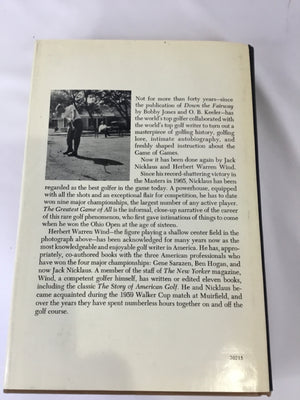 Not for more than forty years—since
the publication of Down the Fairway
by Bobby Jones and O. B. Keeler—has
the world's top golfer collaborated with
the world's top golf writer to turn out a
masterpiece of golfing history, golfing
lore, intimate autobiography, and
freshly shaped instruction about the
Game of Games.
Now it has been done again by Jack
Nicklaus and Herbert Warren Wind.
Since his record-shattering victory in
the Masters in 1965, Nicklaus has been
regarded as the best golfer in the game today. A powerhouse, equipped
with all the shots and an exceptional flair for competition, he has to date
won nine major championships, the largest number of any active player.
The Greatest Game of All is the informal, close-up narrative of the career
of this rare golf phenomenon, who first gave intimations of things to come
when he won the Ohio Open at the age of sixteen.
Herbert Warren Wind—the figure playing a shallow center field in the
photograph above—has been acknowledged for many years now as the
most knowledgeable and enjoyable golf writer in America. He has, appro-
priately, co-authored books with the three American professionals who
have won the four major championships: Gene Sarazen, Ben Hogan, and
now Jack Nicklaus. A member of the staff of The New Yorker magazine,
Wind, a competent golfer himself, has written or edited eleven books,
including the classic The Story of American Golf. He and Nicklaus be-
came acquainted during the 1959 Walker Cup match at Muirfield, and
over the years they have spent numberless hours together on and off the
golf course.
20215